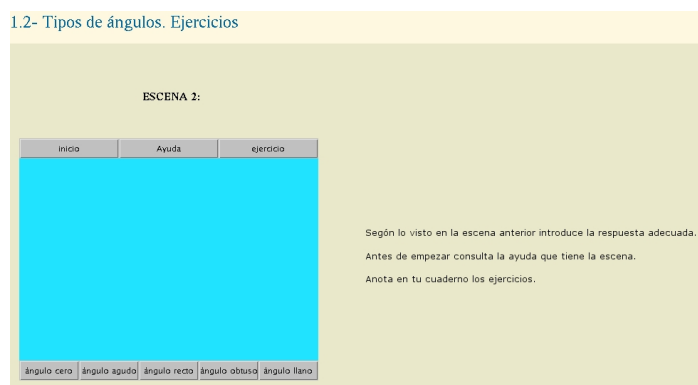 1.2- Tipos de ángulos. Ejercicios
ESCENA 2:
inicio Ayuda ejercicio
Segón lo visto en la escena anterior introduce la respuesta adecuada.
Antes de empezar consulta la ayuda que tiene la escena.
Anota en tu cuaderno los ejercicios.
ángulo cero ángulo agudo ángulo recto ángulo obtuso ángulo llano